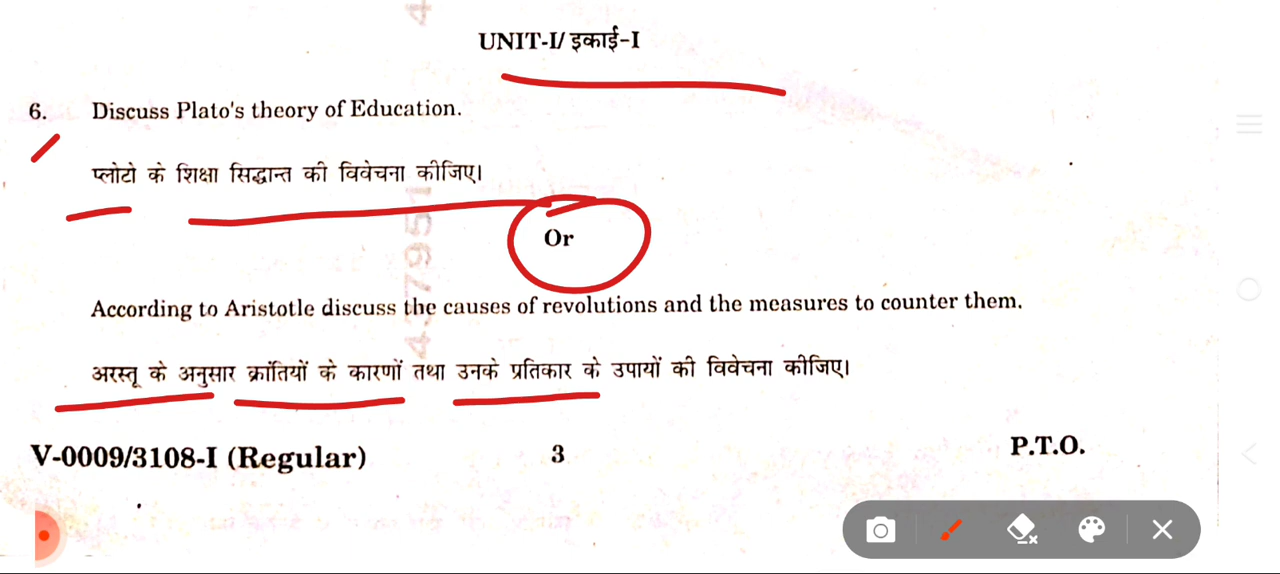 UNIT-I/ इकाई-I
6. Discuss Plato's theory of Education.
प्लोटो के शिक्षा सिद्धान्त की विवेचना कीजिए।
Or
According to Aristotle discuss the causes of revolutions and the measures to counter them.
अरस्तू के अनुसार क्रांतियों के कारणों तथा उनके प्रतिकार के उपायों की विवेचना कीजिए।
V-0009/3108-I (Regular) 3 P.T.O.